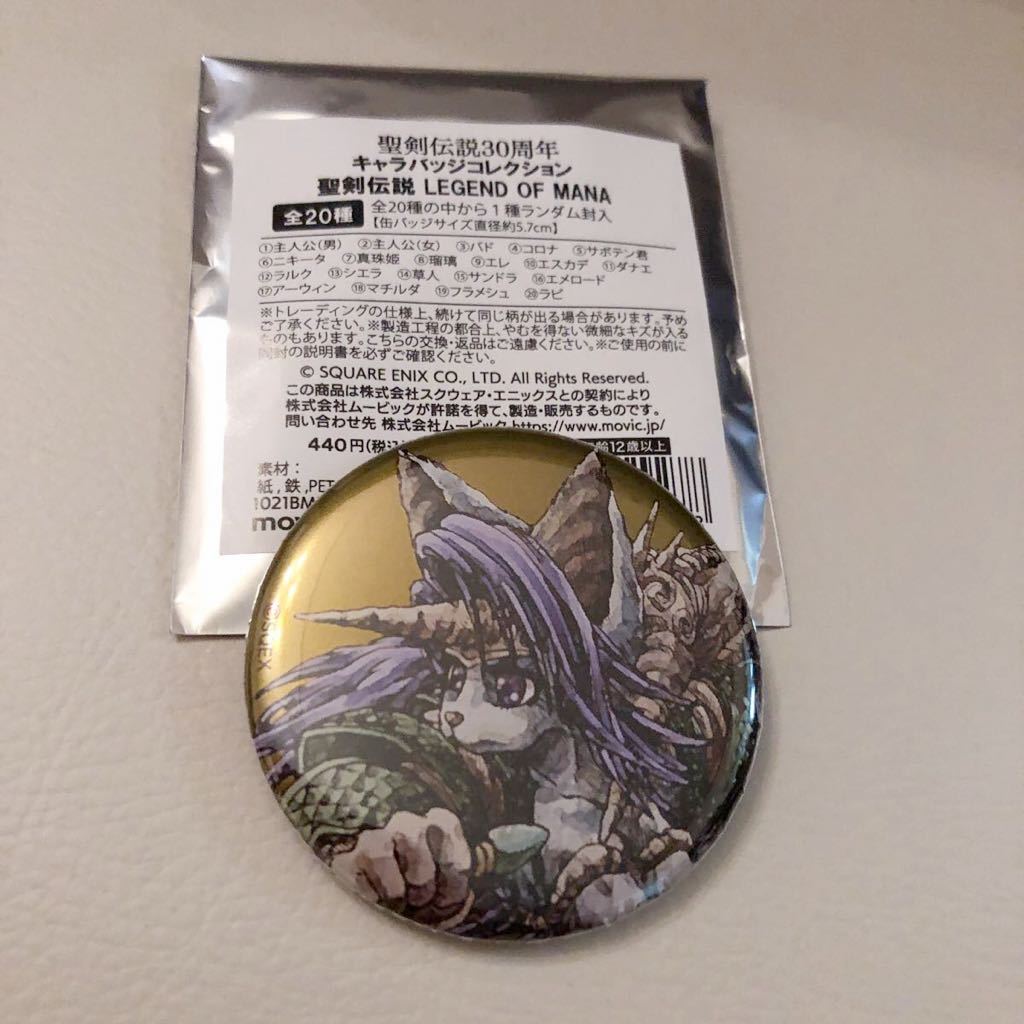 聖剣伝説30周年
キャラバッジコレクション
聖剣伝説 LEGEND OF MANA
全20種 全20種の中から1種ランダム封入
【缶バッジサイズ直径約5.7cm】
①主人公(男) ②主人公(女) ③バド ④コロナ ⑤サボテン君
⑥ニキータ ⑦真珠姫 ⑧瑠璃 ⑨エレ ⑩エスカデ ⑪ダナエ
⑫ラルク ⑬シエラ ⑭草人 ⑮サンドラ ⑯エメロード
⑰アーウィン ⑱マチルダ ⑲フラメシュ ⑳ラビ
※トレーディングの仕様上、続けて同じ柄が出る場合があります。予め
ご了承ください。※製造工程の都合上、やむを得ない微細なキズが入る
ものもあります。こちらの交換・返品はご遠慮ください。※ご使用の前に
同封の説明書を必ずご確認ください。
© SQUARE ENIX CO., LTD. All Rights Reserved.
この商品は株式会社スクウェア・エニックスとの契約により
株式会社ムービックが許諾を得て、製造・販売するものです。
問い合わせ先 株式会社ムービック https://www.movic.jp/
440円(税込 齢12歳以上
素材：
紙,鉄,PET
1021BM
mov
©SQEX